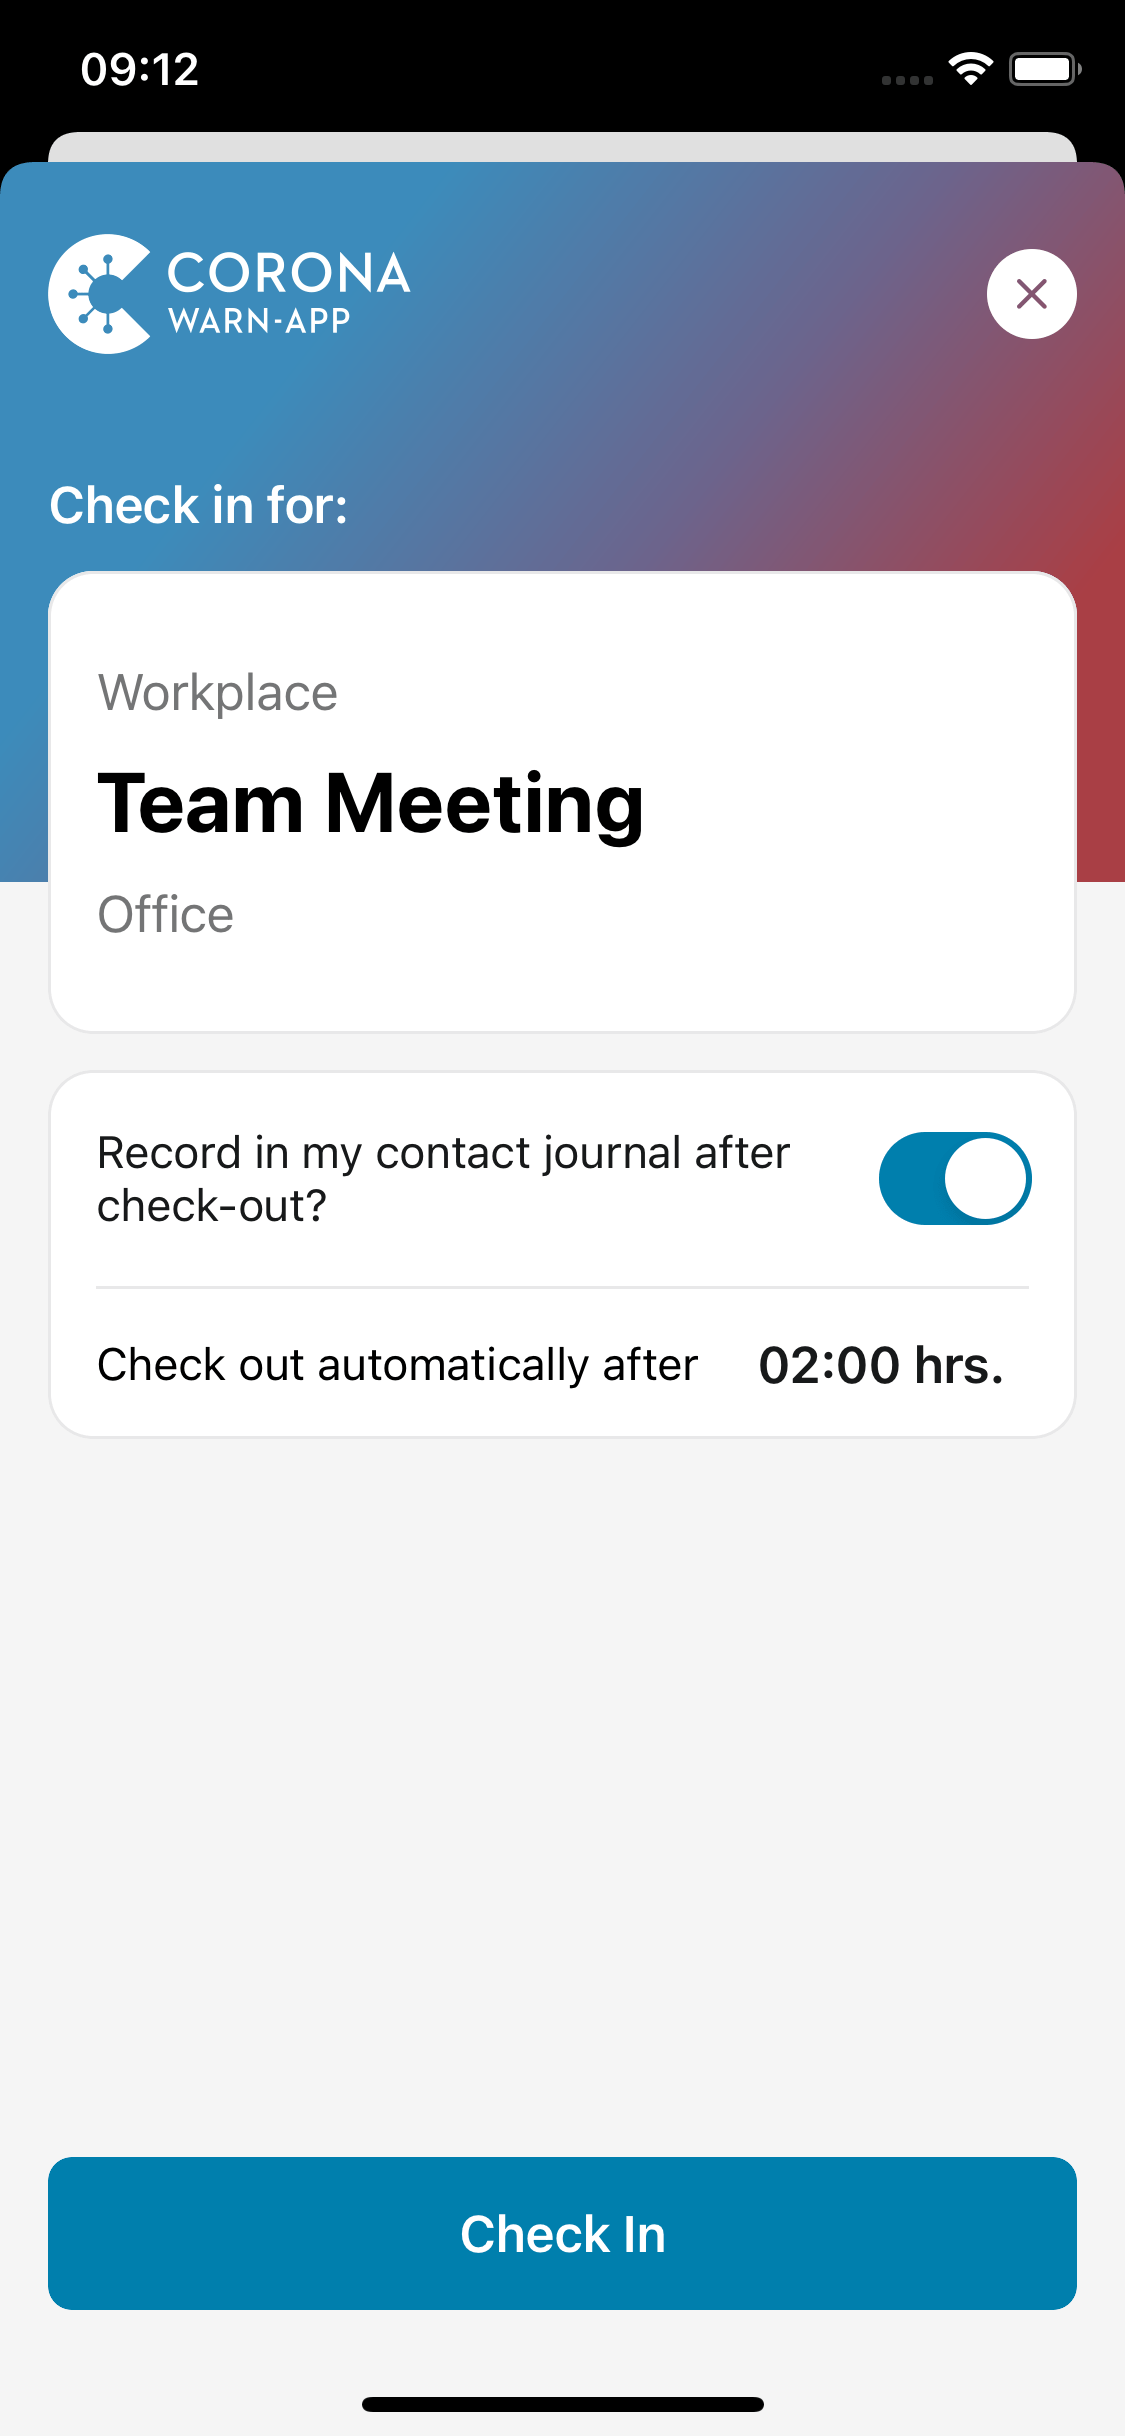 09:12
CORONA
WARN-APP
Check in for:
Workplace
Team Meeting
Office
Record in my contact journal after
check-out?
Check out automatically after 02:00 hrs.
Check In